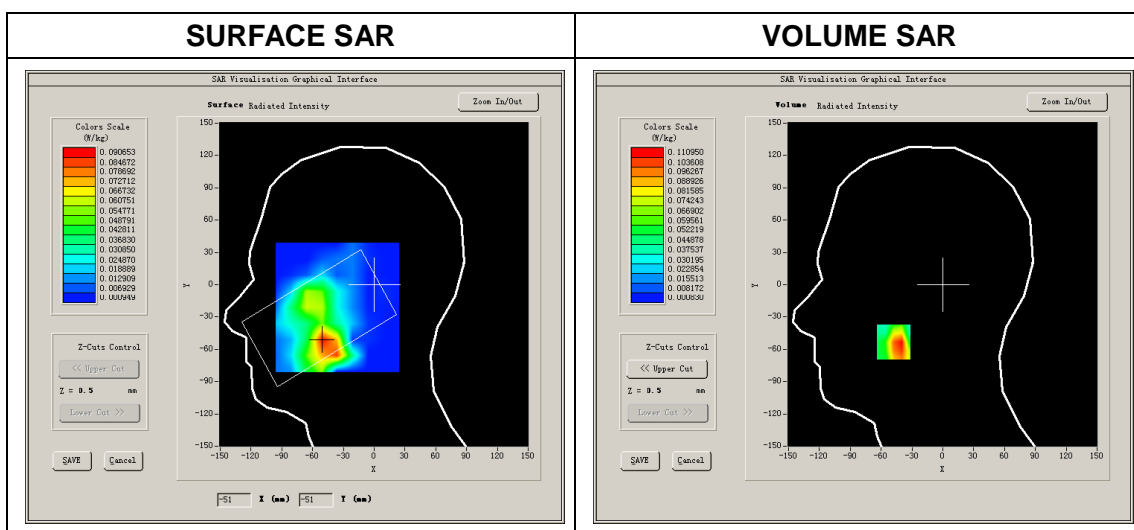 SURFACE SAR
VOLUME SAR
SAR Visualisation Graphical Interface
Surface Radiated Intensity
Zoom In/Out
Colors Scale
(W/kg)
0.090653
0.084672
0.078692
0.072712
0.066732
0.060751
0.054771
0.048791
0.042811
0.036830
0.030850
0.024870
0.018889
0.012909
0.006929
0.000949
Z-Cuts Control
<< Upper Cut
Z = 0.5 mm
Lower Cut >>
SAVE Cancel
150
120
90
60
30
0
-30
-60
-90
-120
-150
Y
-150 -120 -90 -60 -30 0 30 60 90 120 150
X
-51 X (mm) -51 Y (mm)
SAR Visualisation Graphical Interface
Volume Radiated Intensity
Zoom In/Out
Colors Scale
(W/kg)
0.110950
0.103608
0.096267
0.088926
0.081585
0.074243
0.066902
0.059561
0.052219
0.044878
0.037537
0.030195
0.022854
0.015513
0.008172
0.000830
Z-Cuts Control
<< Upper Cut
Z = 0.5 mm
Lower Cut >>
SAVE Cancel
150
120
90
60
30
0
-30
-60
-90
-120
-150
Y
-150 -120 -90 -60 -30 0 30 60 90 120 150
X